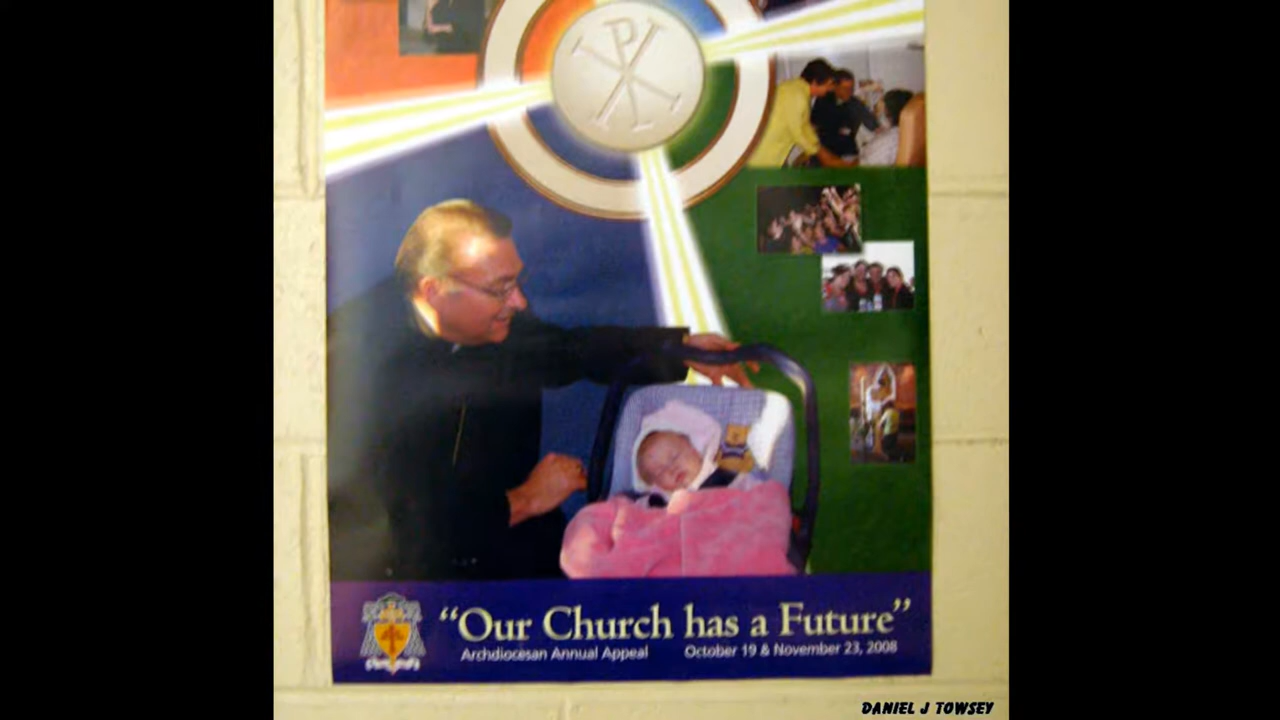 “Our Church has a Future”
Archdiocesan Annual Appeal October 19 & November 23, 2008
DANIEL J TOWSEY